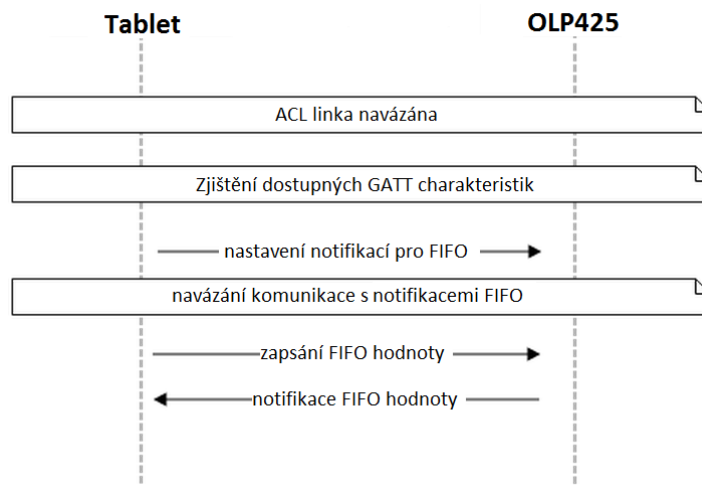 Tablet OLP425
ACL linka navázána
Zjištění dostupných GATT charakteristik
nastavení notifikací pro FIFO
navázání komunikace s notifikacemi FIFO
zapsání FIFO hodnoty
notifikace FIFO hodnoty